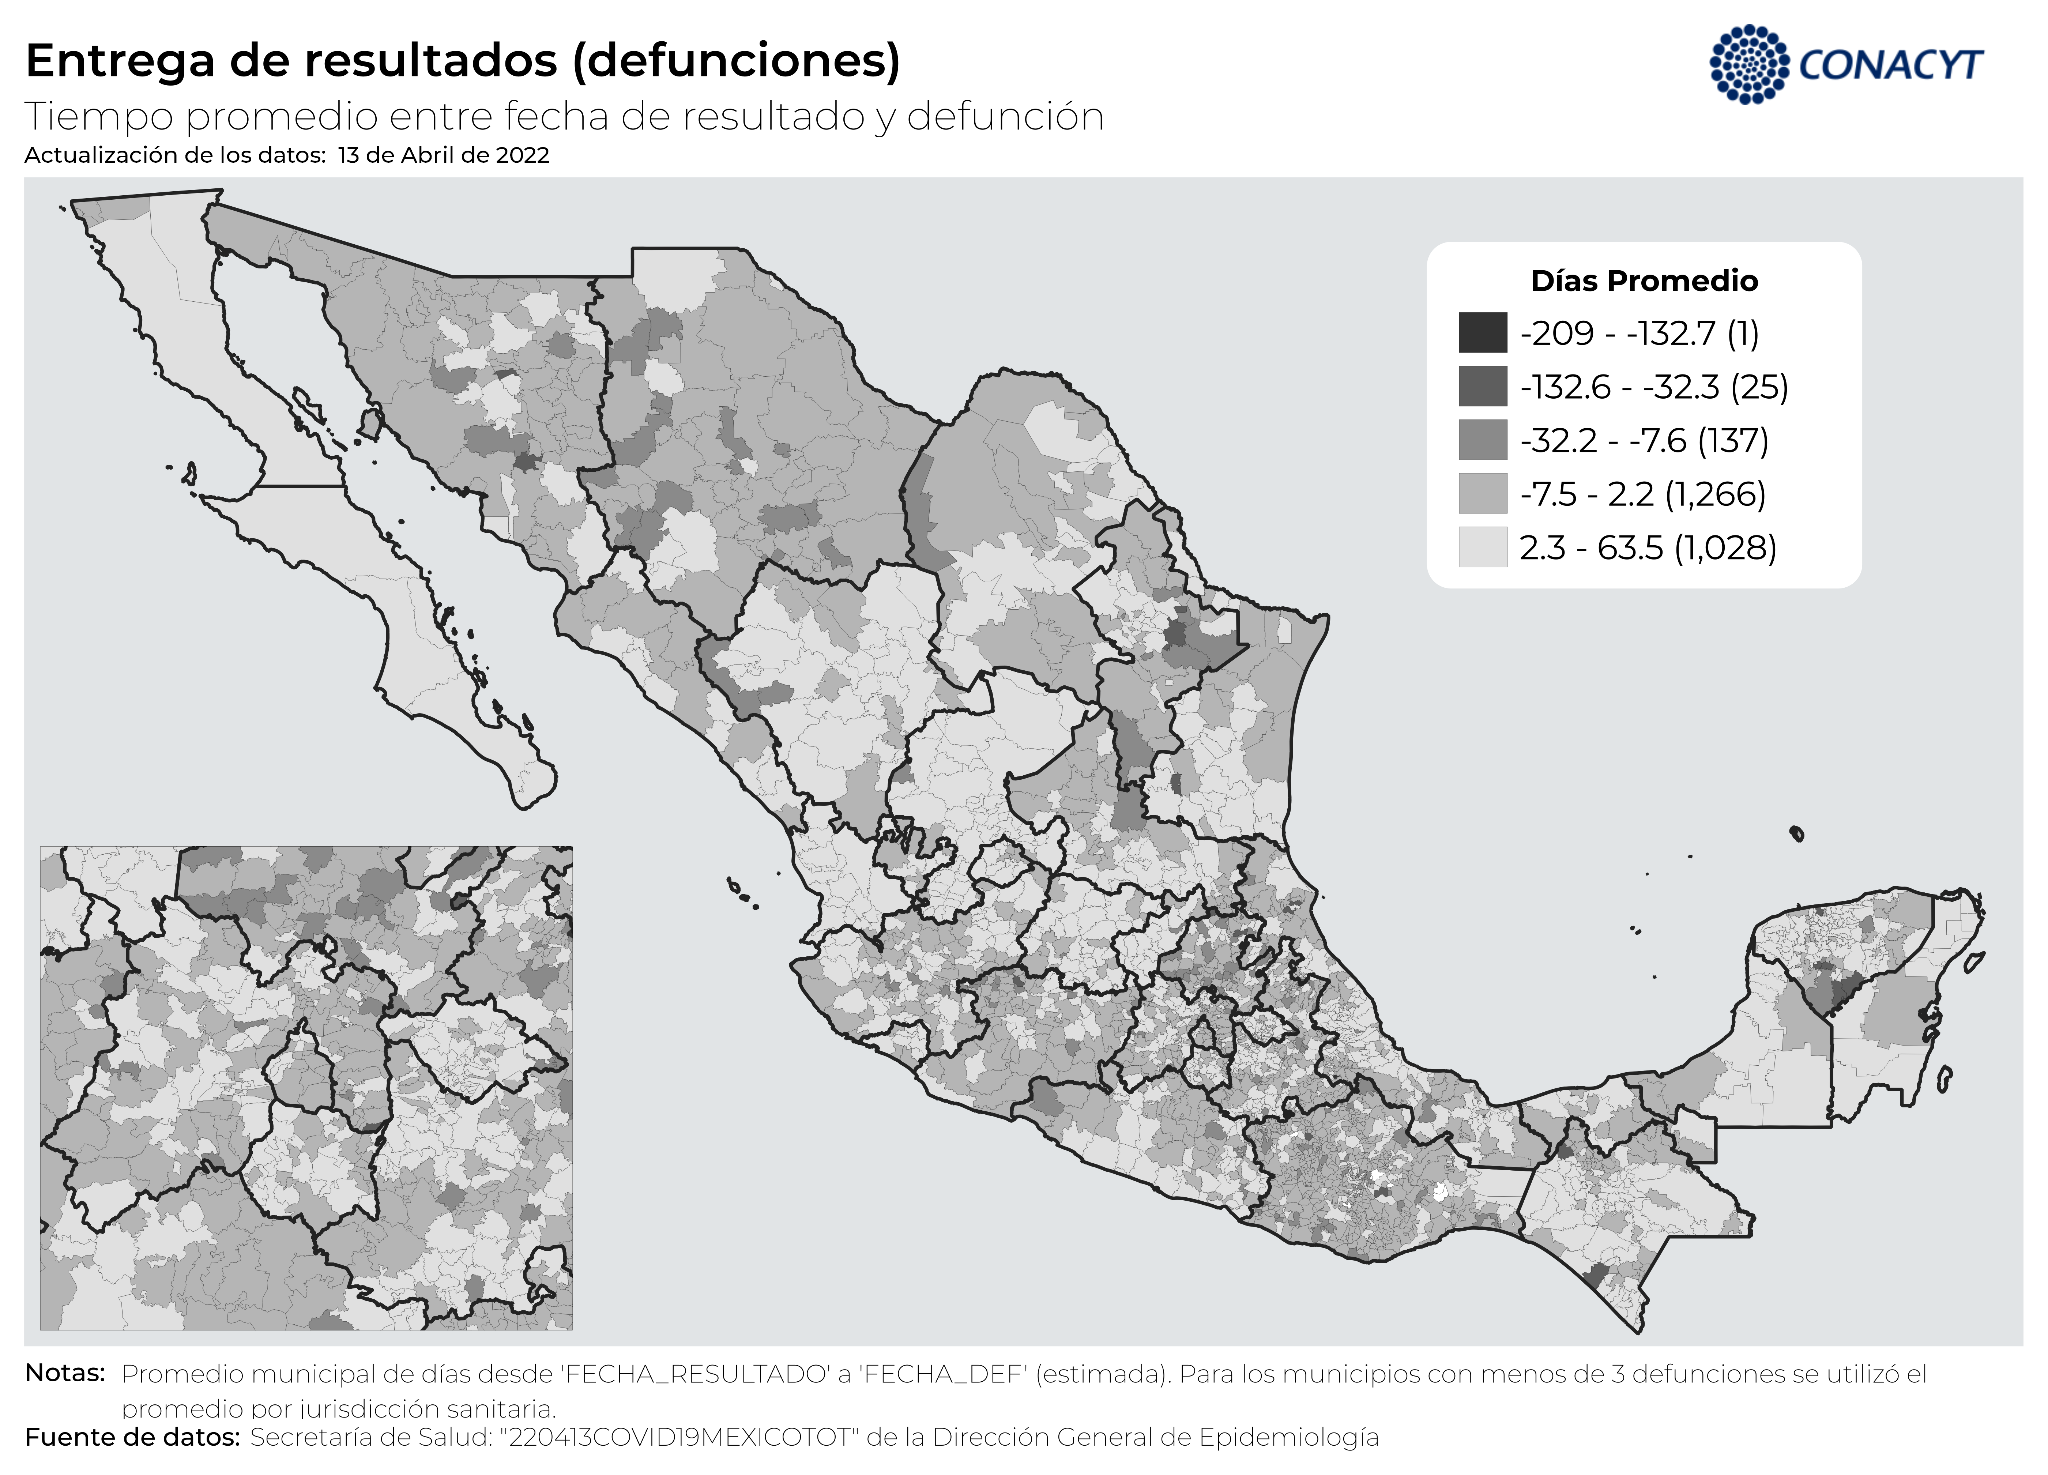 Entrega de resultados (defunciones)
Tiempo promedio entre fecha de resultado y defunción
Actualización de los datos: 13 de Abril de 2022
CONACYT
Días Promedio
-209 - -132.7 (1)
-132.6 - -32.3 (25)
-32.2 - -7.6 (137)
-7.5 - 2.2 (1,266)
2.3 - 63.5 (1,028)
Notas: Promedio municipal de días desde 'FECHA_RESULTADO' a 'FECHA_DEF' (estimada). Para los municipios con menos de 3 defunciones se utilizó el
promedio por jurisdicción sanitaria.
Fuente de datos: Secretaría de Salud: "220413COVID19MEXICOTOT" de la Dirección General de Epidemiología